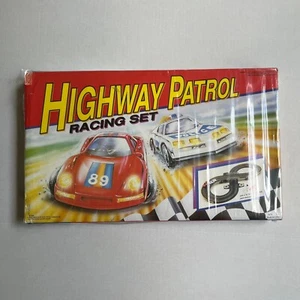 HIGHWAY PATROL
RACING SET
89